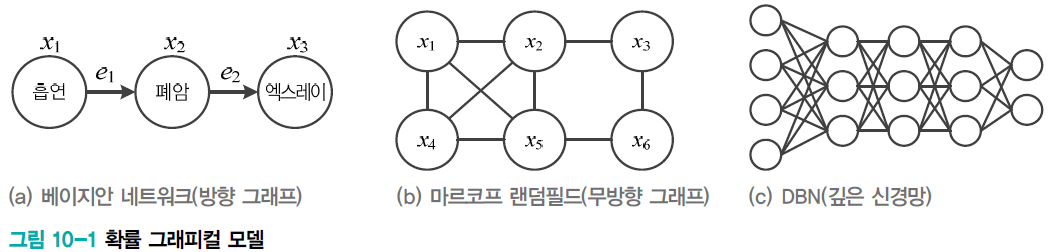 x1 x2 x3
e1 e2
흡연 폐암 엑스레이
x1 x2 x3
x4 x5 x6
(a) 베이지안 네트워크(방향 그래프) (b) 마르코프 랜덤필드(무방향 그래프) (c) DBN(깊은 신경망)
그림 10-1 확률 그래피컬 모델